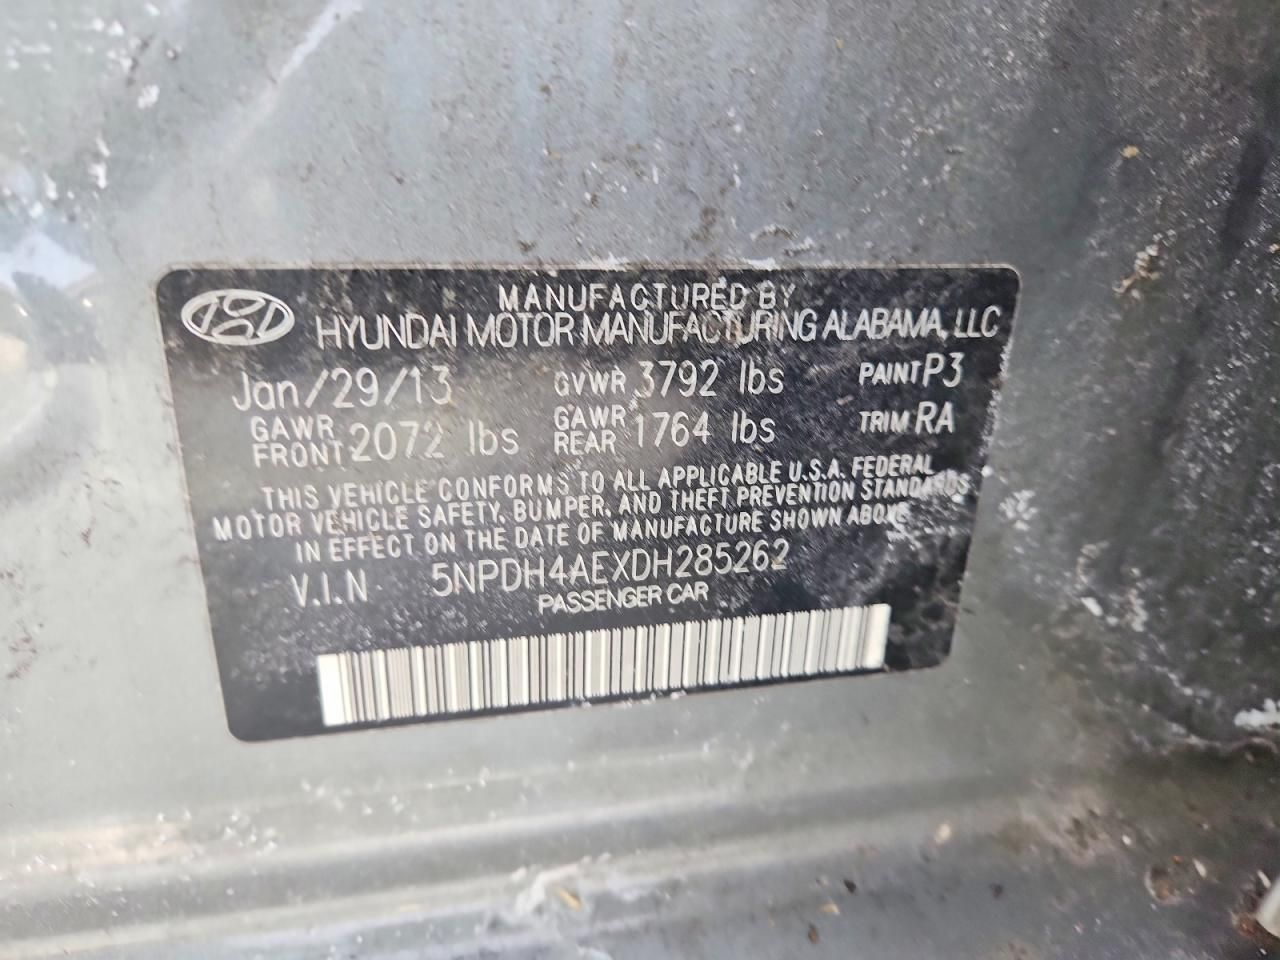 MANUFACTURED BY
HYUNDAI MOTOR MANUFACTURING ALABAMA, LLC
Jan/29/13 GVWR 3792 lbs PAINT P3
GAWR FRONT 2072 lbs GAWR REAR 1764 lbs TRIM RA
THIS VEHICLE CONFORMS TO ALL APPLICABLE U.S.A. FEDERAL
MOTOR VEHICLE SAFETY, BUMPER, AND THEFT PREVENTION STANDARDS
IN EFFECT ON THE DATE OF MANUFACTURE SHOWN ABOVE
V.I.N 5NPDH4AEXDH285262
PASSENGER CAR